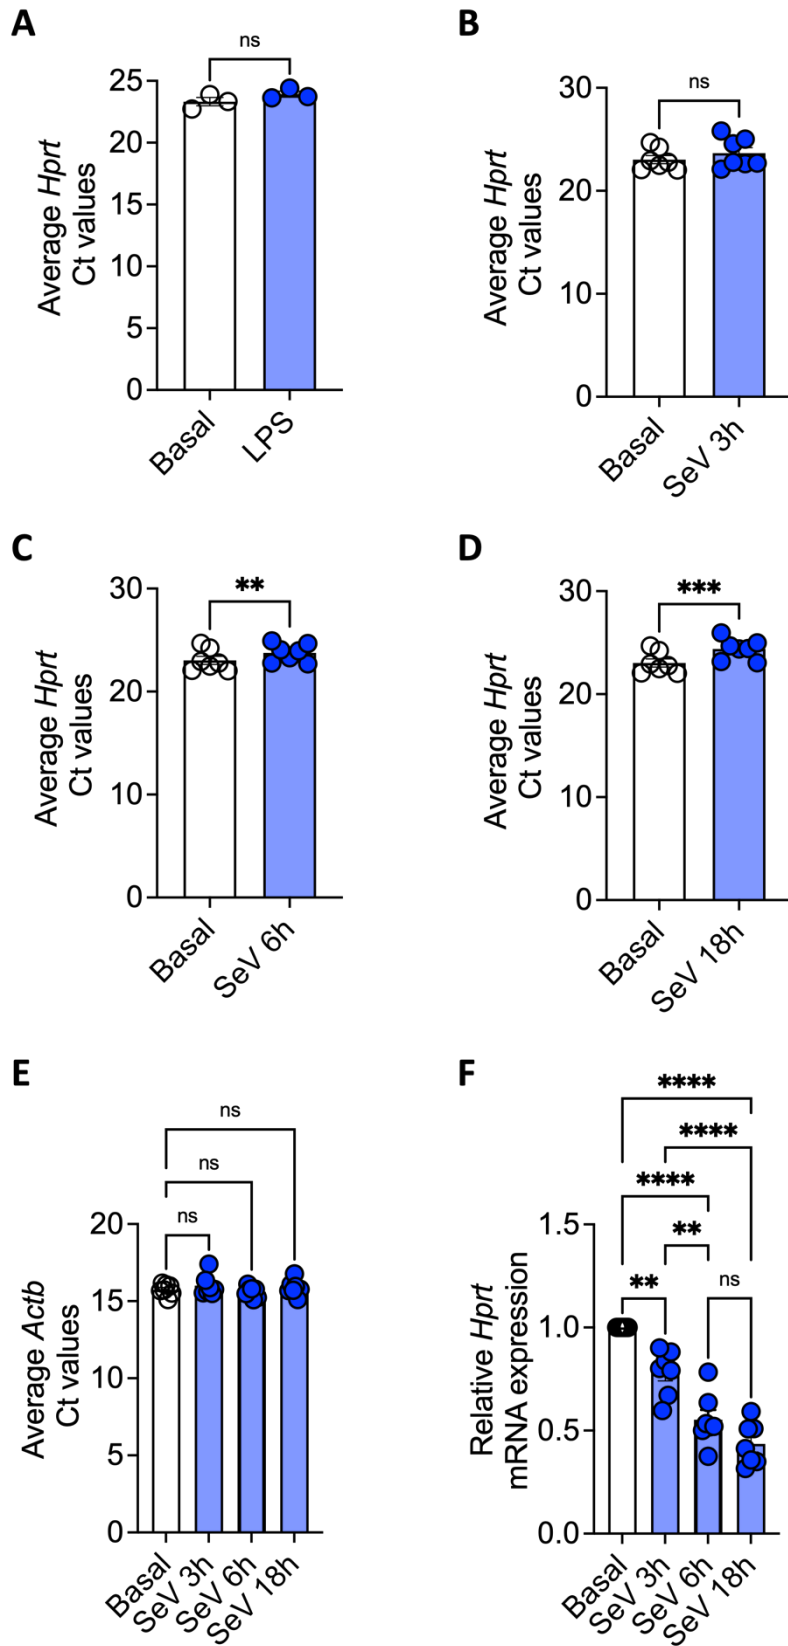 A
ns
Average Hprt
Ct values
25
20
15
10
5
0
Basal
LPS
B
ns
Average Hprt
Ct values
30
20
10
0
Basal
SeV 3h
C
**
Average Hprt
Ct values
30
20
10
0
Basal
SeV 6h
D
***
Average Hprt
Ct values
30
20
10
0
Basal
SeV 18h
E
ns
ns
ns
Average Actb
Ct values
20
15
10
5
0
Basal
SeV 3h
SeV 6h
SeV 18h
F
****
****
****
**
**
ns
Relative Hprt
mRNA expression
1.5
1.0
0.5
0.0
Basal
SeV 3h
SeV 6h
SeV 18h